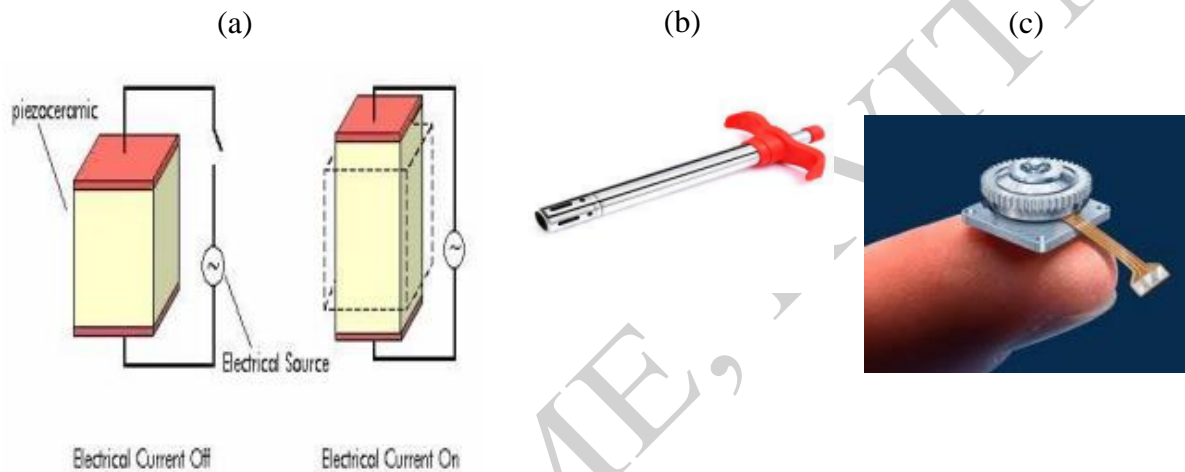 (a)
(b)
(c)
piezoceramic
Electrical Source
Electrical Current Off
Electrical Current On